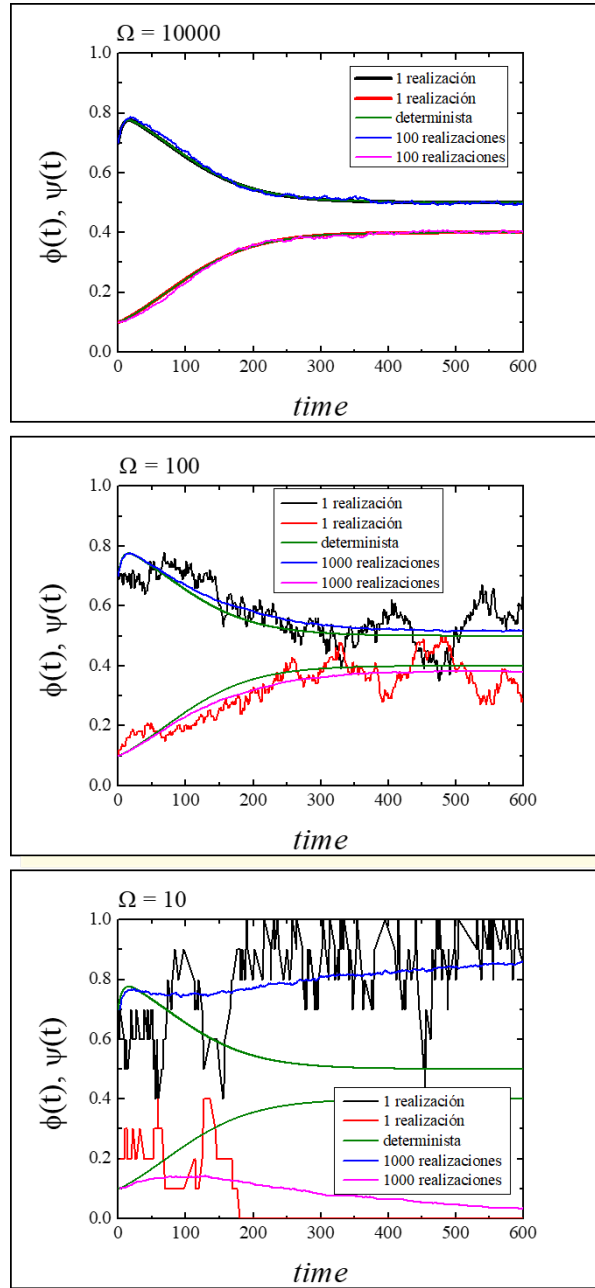 Ω = 10000
1 realización
1 realización
determinista
100 realizaciones
100 realizaciones
ϕ(t), ψ(t)
1.0
0.8
0.6
0.4
0.2
0.0
0 100 200 300 400 500 600
time
Ω = 100
1 realización
1 realización
determinista
1000 realizaciones
1000 realizaciones
ϕ(t), ψ(t)
1.0
0.8
0.6
0.4
0.2
0.0
0 100 200 300 400 500 600
time
Ω = 10
1 realización
1 realización
determinista
1000 realizaciones
1000 realizaciones
ϕ(t), ψ(t)
1.0
0.8
0.6
0.4
0.2
0.0
0 100 200 300 400 500 600
time